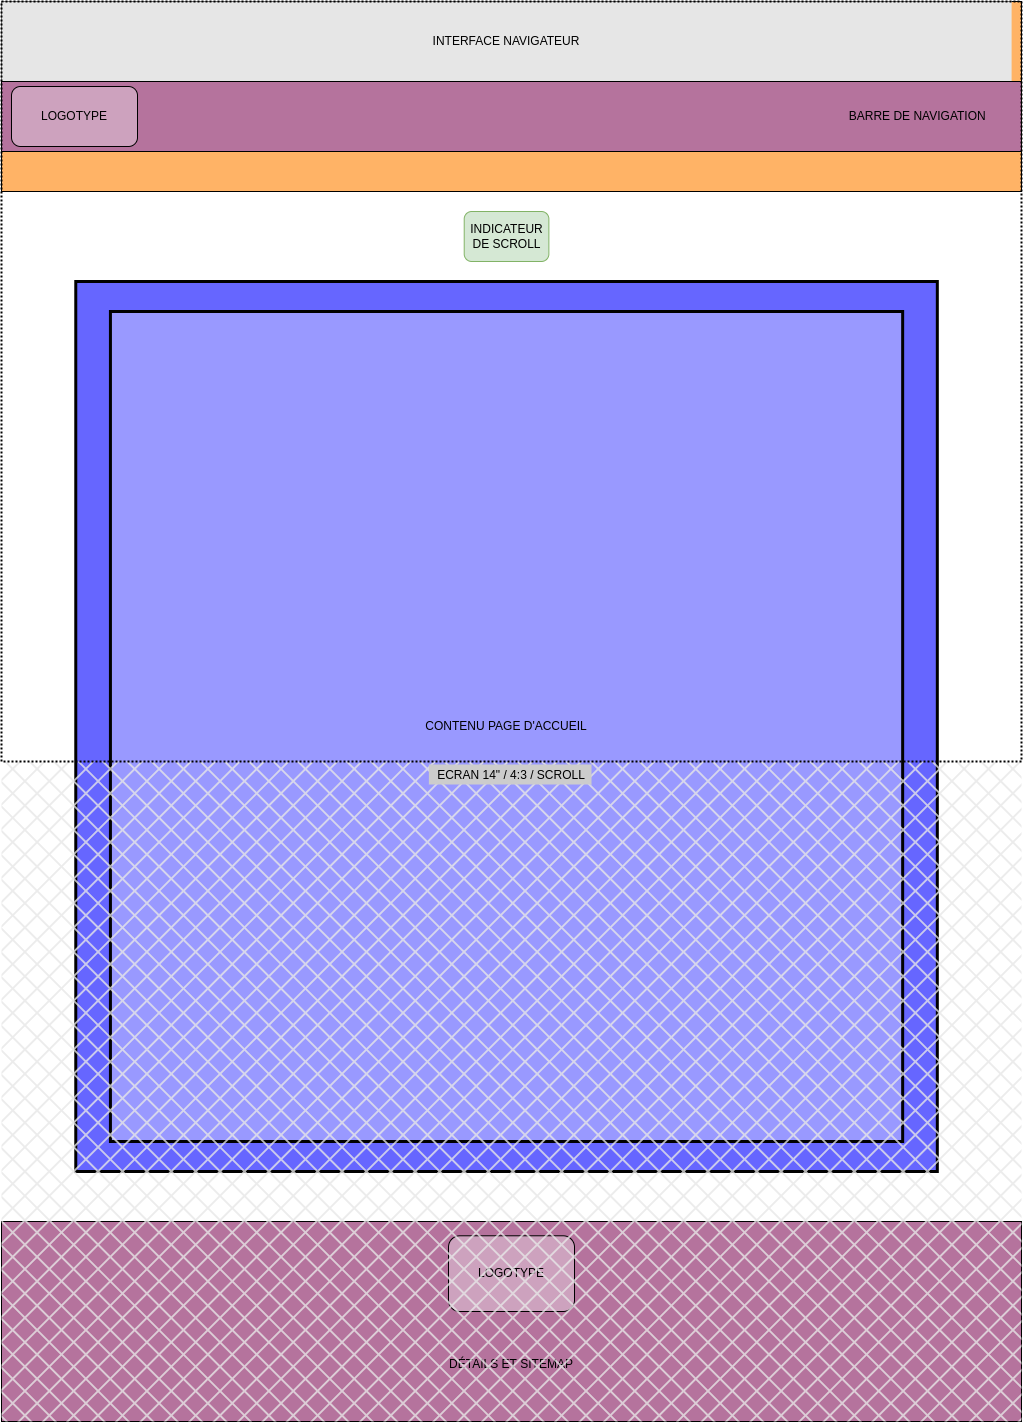 INTERFACE NAVIGATEUR
LOGOTYPE
BARRE DE NAVIGATION
INDICATEUR
DE SCROLL
CONTENU PAGE D'ACCUEIL
ECRAN 14" / 4:3 / SCROLL
LOGOTYPE
DÉTAILS ET SITEMAP